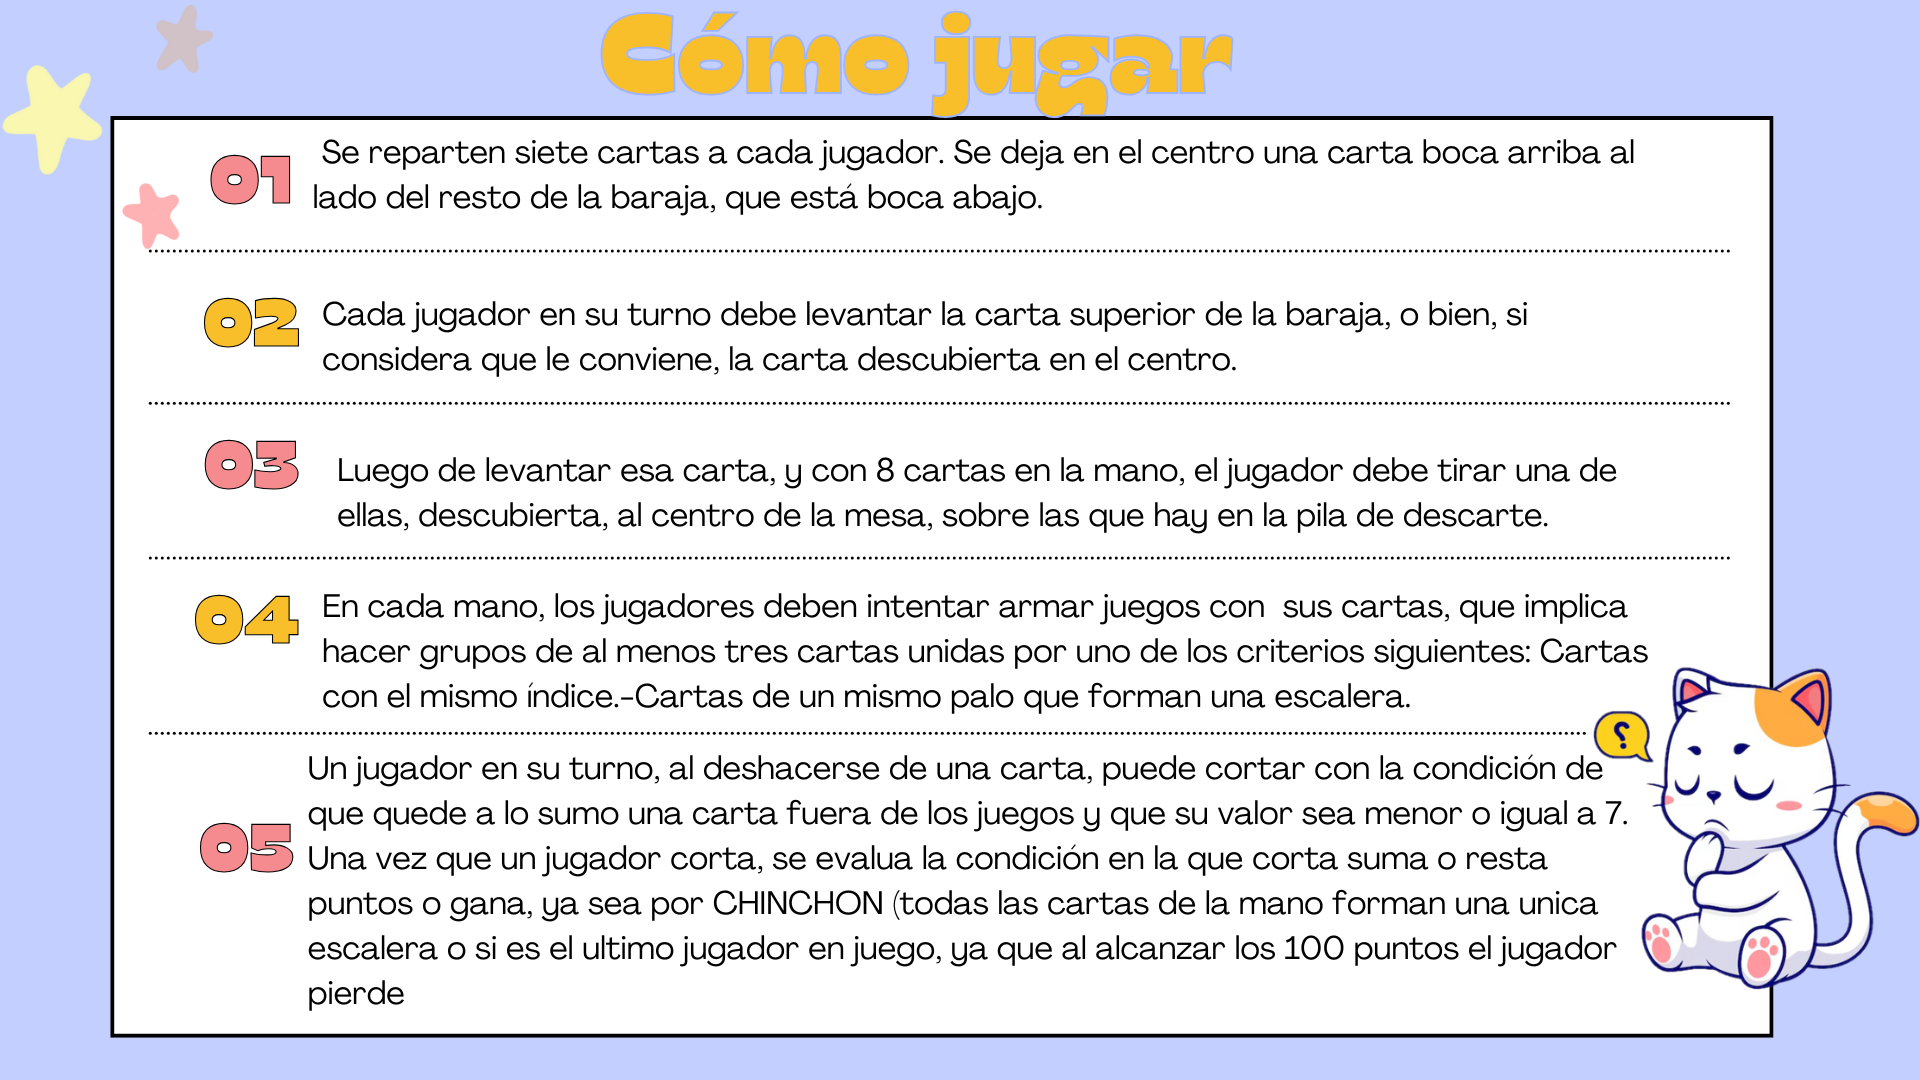 Cómo jugar
01
Se reparten siete cartas a cada jugador. Se deja en el centro una carta boca arriba al
lado del resto de la baraja, que está boca abajo.
02
Cada jugador en su turno debe levantar la carta superior de la baraja, o bien, si
considera que le conviene, la carta descubierta en el centro.
03
Luego de levantar esa carta, y con 8 cartas en la mano, el jugador debe tirar una de
ellas, descubierta, al centro de la mesa, sobre las que hay en la pila de descarte.
04
En cada mano, los jugadores deben intentar armar juegos con  sus cartas, que implica
hacer grupos de al menos tres cartas unidas por uno de los criterios siguientes: Cartas
con el mismo índice.-Cartas de un mismo palo que forman una escalera.
05
Un jugador en su turno, al deshacerse de una carta, puede cortar con la condición de
que quede a lo sumo una carta fuera de los juegos y que su valor sea menor o igual a 7.
Una vez que un jugador corta, se evalua la condición en la que corta suma o resta
puntos o gana, ya sea por CHINCHON (todas las cartas de la mano forman una unica
escalera o si es el ultimo jugador en juego, ya que al alcanzar los 100 puntos el jugador
pierde
؟